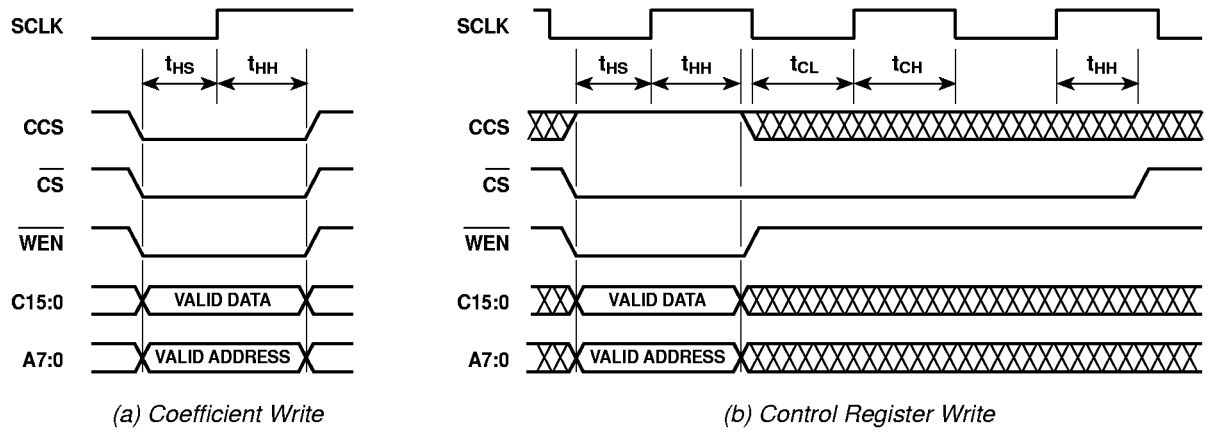 SCLK
tHS tHH
CCS
CS
WEN
C15:0 VALID DATA
A7:0 VALID ADDRESS
(a) Coefficient Write
SCLK
tHS tHH tCL tCH tHH
CCS
CS
WEN
C15:0 VALID DATA
A7:0 VALID ADDRESS
(b) Control Register Write